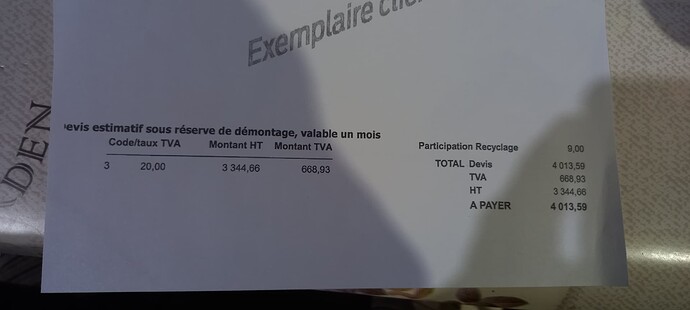 Exemplaire
DEN
evis estimatif sous réserve de démontage, valable un mois
Code/taux TVA Montant HT Montant TVA
3 20,00 3 344,66 668,93
Participation Recyclage 9,00
TOTAL Devis 4 013,59
TVA 668,93
HT 3 344,66
A PAYER 4 013,59